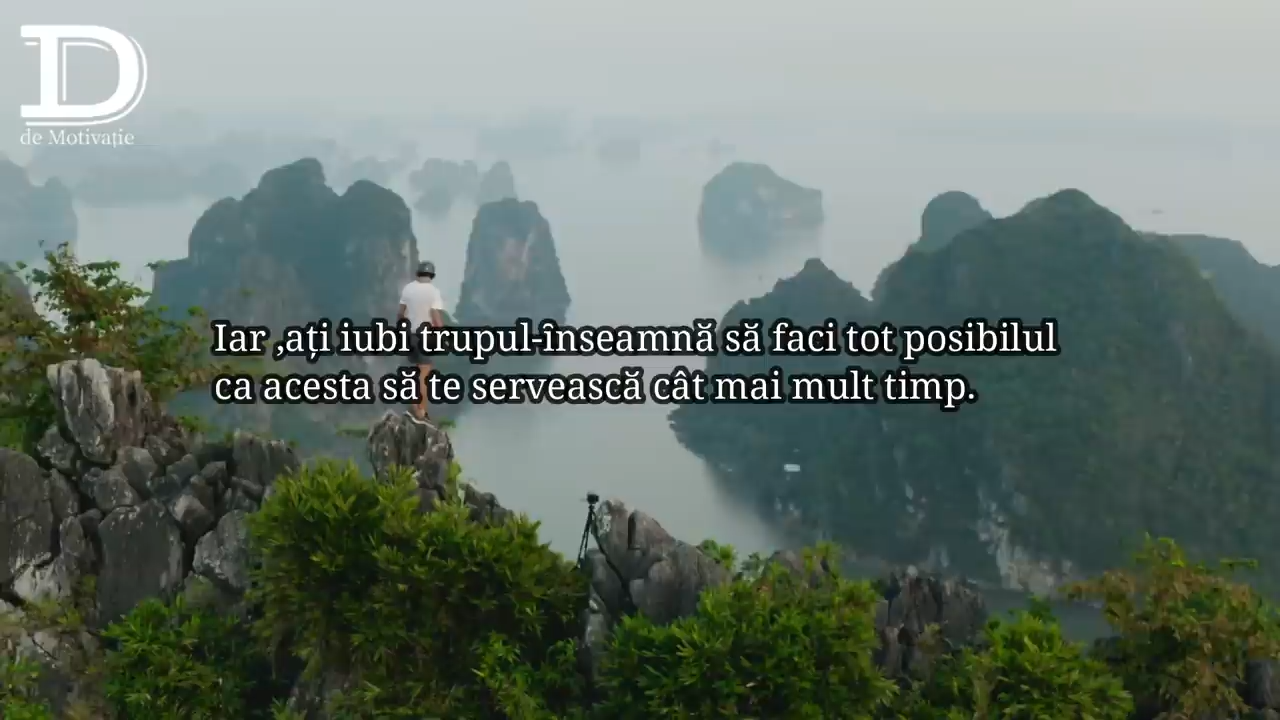 D
de Motivație
Iar ,ați iubi trupul-înseamnă să faci tot posibilul
ca acesta să te servească cât mai mult timp.